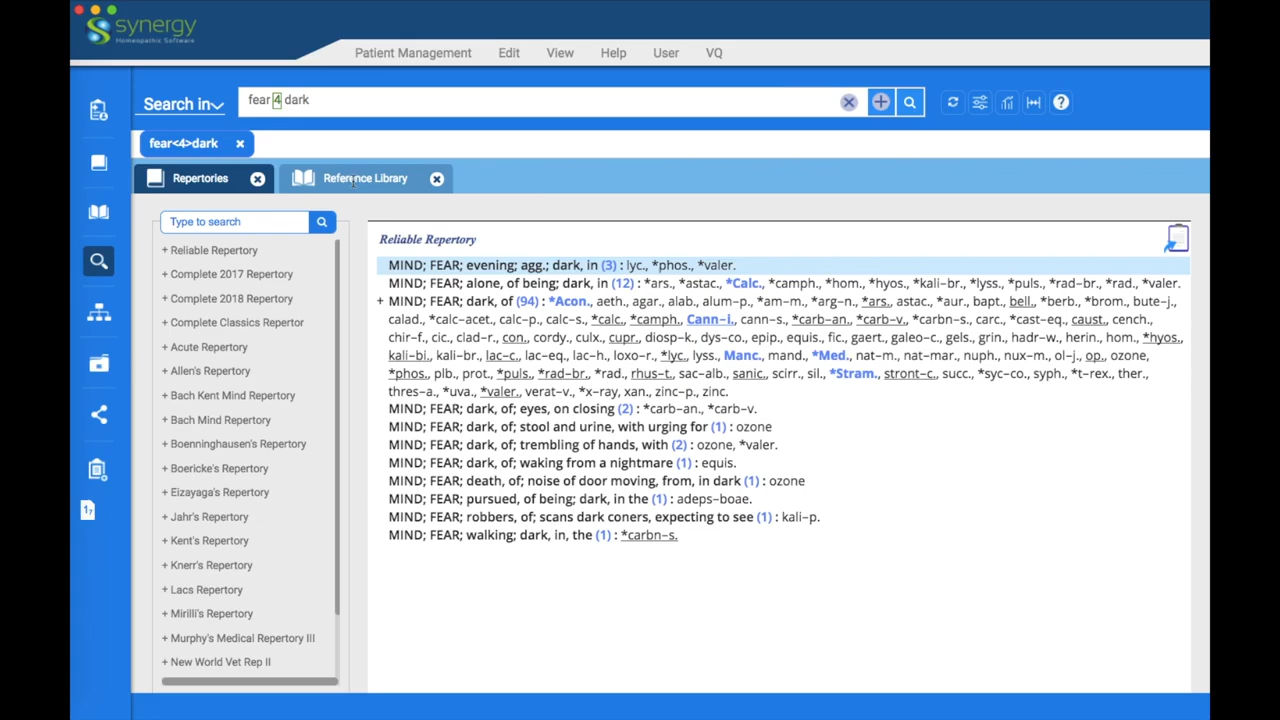 synergy
Homeopathic Software
Patient Management Edit View Help User VQ
Search in
fear 4 dark
?
fear<4>dark ×
Repertories
Reference Library
Type to search
+ Reliable Repertory
+ Complete 2017 Repertory
+ Complete 2018 Repertory
+ Complete Classics Repertor
+ Acute Repertory
+ Allen's Repertory
+ Bach Kent Mind Repertory
+ Bach Mind Repertory
+ Boenninghausen's Repertory
+ Boericke's Repertory
+ Eizayaga's Repertory
+ Jahr's Repertory
+ Kent's Repertory
+ Knerr's Repertory
+ Lacs Repertory
+ Mirilli's Repertory
+ Murphy's Medical Repertory III
+ New World Vet Rep II
Reliable Repertory
MIND; FEAR; evening; agg.; dark, in (3) : lyc., *phos., *valer.
MIND; FEAR; alone, of being; dark, in (12) : *ars., *astac., *Calc., *camph., *hom., *hyos., *kali-br., *lyss., *puls., *rad-br., *rad., *valer.
+ MIND; FEAR; dark, of (94) : *Acon., aeth., agar., alab., alum-p., *am-m., *arg-n., *ars., astac., *aur., bapt., bell., *berb., *brom., bute-j.,
calad., *calc-acet., calc-p., calc-s., *calc., *camph., Cann-i., cann-s., *carb-an., *carb-v., *carbn-s., carc., *cast-eq., caust., cench.,
chir-f., cic., clad-r., con., cordy., culx., cupr., diosp-k., dys-co., epip., equis., fic., gaert., galeo-c., gels., grin., hadr-w., herin., hom., *hyos.,
kali-bi., kali-br., lac-c., lac-eq., lac-h., loxo-r., *lyc., lyss., Manc., mand., *Med., nat-m., nat-mar., nuph., nux-m., ol-j., op., ozone,
*phos., plb., prot., *puls., *rad-br., *rad., rhus-t., sac-alb., sanic., scirr., sil., *Stram., stront-c., succ., *syc-co., syph., *t-rex., ther.,
thres-a., *uva., *valer., verat-v., *x-ray, xan., zinc-p., zinc.
MIND; FEAR; dark, of; eyes, on closing (2) : *carb-an., *carb-v.
MIND; FEAR; dark, of; stool and urine, with urging for (1) : ozone
MIND; FEAR; dark, of; trembling of hands, with (2) : ozone, *valer.
MIND; FEAR; dark, of; waking from a nightmare (1) : equis.
MIND; FEAR; death, of; noise of door moving, from, in dark (1) : ozone
MIND; FEAR; pursued, of being; dark, in the (1) : adeps-boae.
MIND; FEAR; robbers, of; scans dark coners, expecting to see (1) : kali-p.
MIND; FEAR; walking; dark, in, the (1) : *carbn-s.